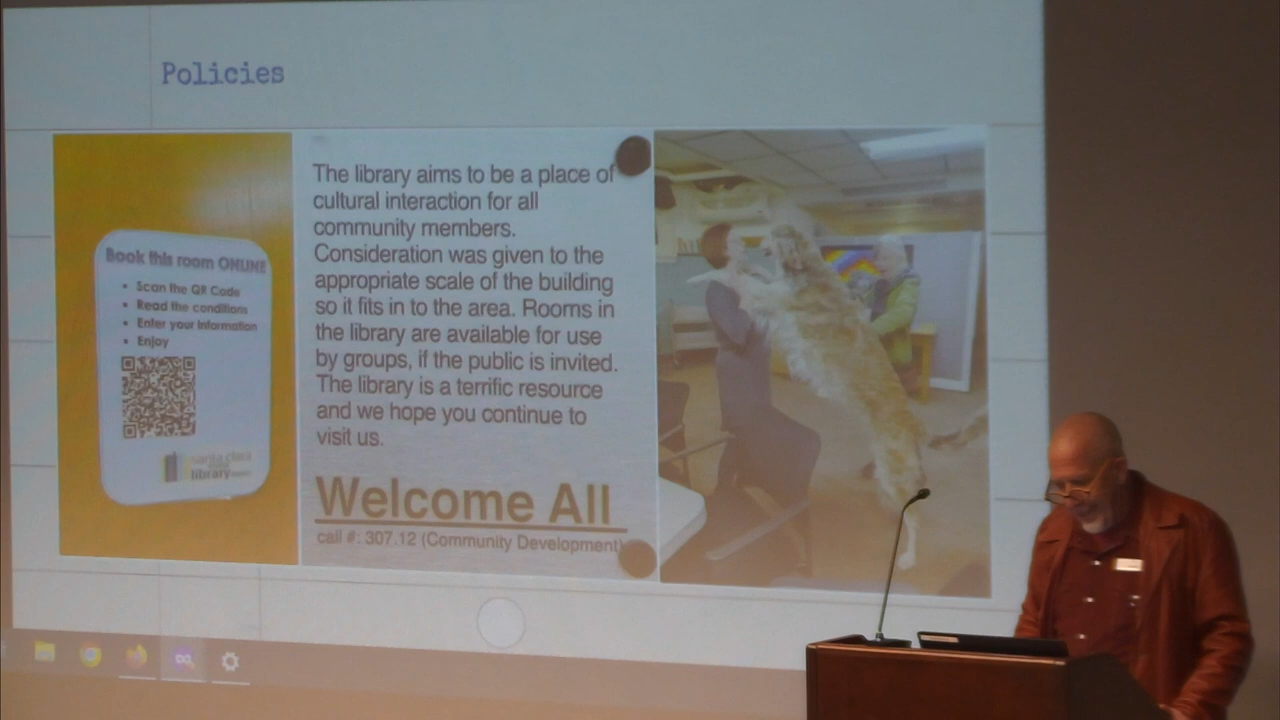 Policies
Book this room ONLINE
• Scan the QR Code
• Read the conditions
• Enter your information
• Enjoy
santa clara
library
The library aims to be a place of
cultural interaction for all
community members.
Consideration was given to the
appropriate scale of the building
so it fits in to the area. Rooms in
the library are available for use
by groups, if the public is invited.
The library is a terrific resource
and we hope you continue to
visit us.
Welcome All
call #: 307.12 (Community Development)